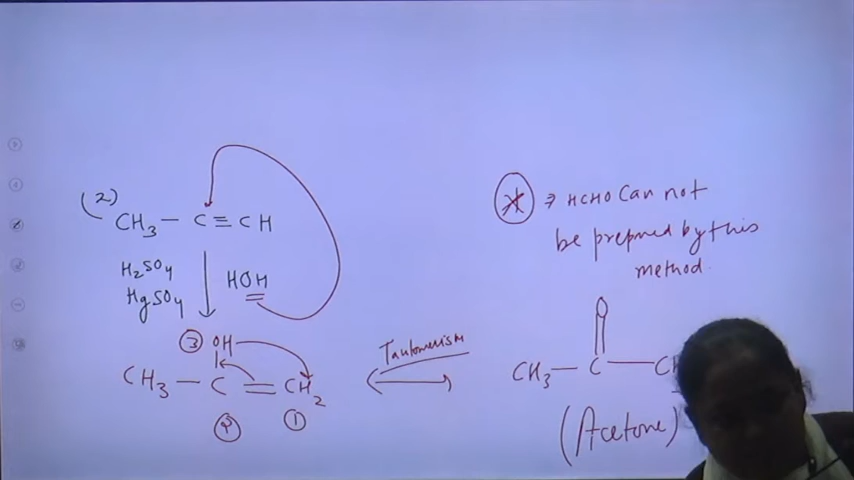 (2)
CH3 — C ≡ CH
H2SO4
HgSO4
HOH
③ OH
CH3 — C = CH2
② ①
Tautomerism
⇒ HCHO Can not
be prepared by this
method.
O
CH3 — C — C
(Acetone)